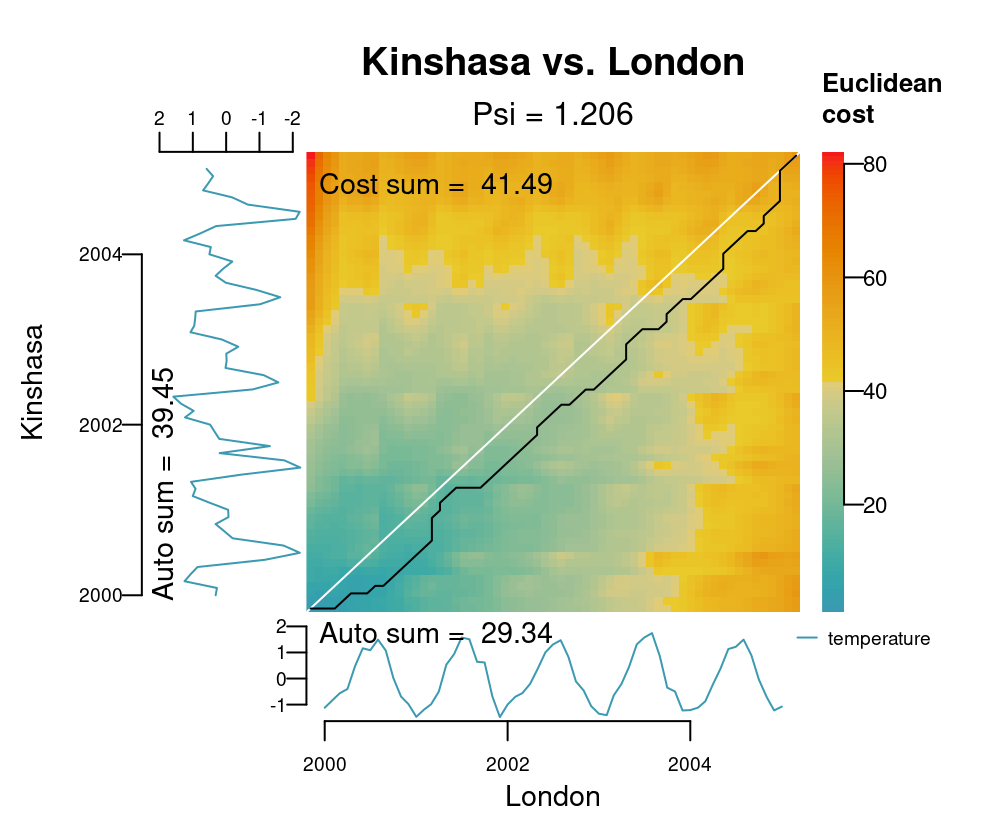 Kinshasa vs. London
Psi = 1.206
Euclidean
cost
2 1 0 -1 -2
Cost sum = 41.49
80
60
40
20
Kinshasa
2004
2002
2000
Auto sum = 39.45
Auto sum = 29.34
2
1
0
-1
temperature
2000 2002 2004
London